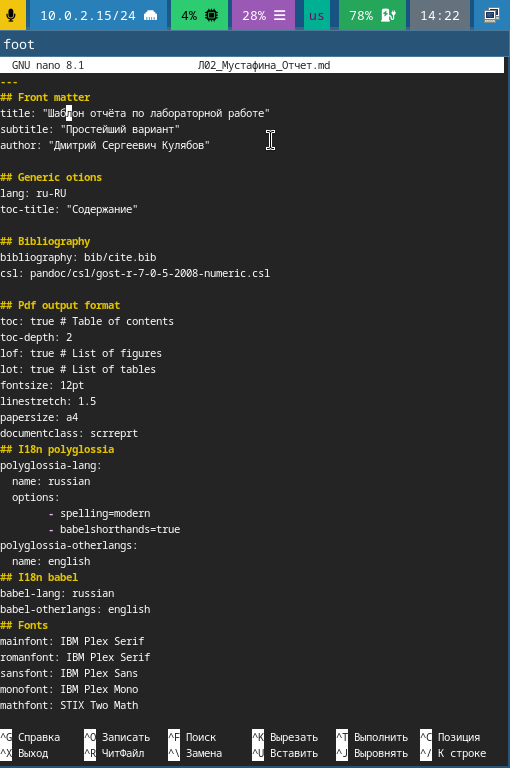 10.0.2.15/24 4% 28% us 78% 14:22
foot
GNU nano 8.1 Л02_Мустафина_Отчет.md
---
## Front matter
title: "Шаблон отчёта по лабораторной работе"
subtitle: "Простейший вариант"
author: "Дмитрий Сергеевич Кулябов"
## Generic otions
lang: ru-RU
toc-title: "Содержание"
## Bibliography
bibliography: bib/cite.bib
csl: pandoc/csl/gost-r-7-0-5-2008-numeric.csl
## Pdf output format
toc: true # Table of contents
toc-depth: 2
lof: true # List of figures
lot: true # List of tables
fontsize: 12pt
linestretch: 1.5
papersize: a4
documentclass: scrreprt
## I18n polyglossia
polyglossia-lang:
name: russian
options:
- spelling=modern
- babelshorthands=true
polyglossia-otherlangs:
name: english
## I18n babel
babel-lang: russian
babel-otherlangs: english
## Fonts
mainfont: IBM Plex Serif
romanfont: IBM Plex Serif
sansfont: IBM Plex Sans
monofont: IBM Plex Mono
mathfont: STIX Two Math
^G Справка ^O Записать ^F Поиск ^K Вырезать ^T Выполнить ^C Позиция
^X Выход ^R ЧитФайл ^\ Замена ^U Вставить ^J Выровнять ^/ К строке